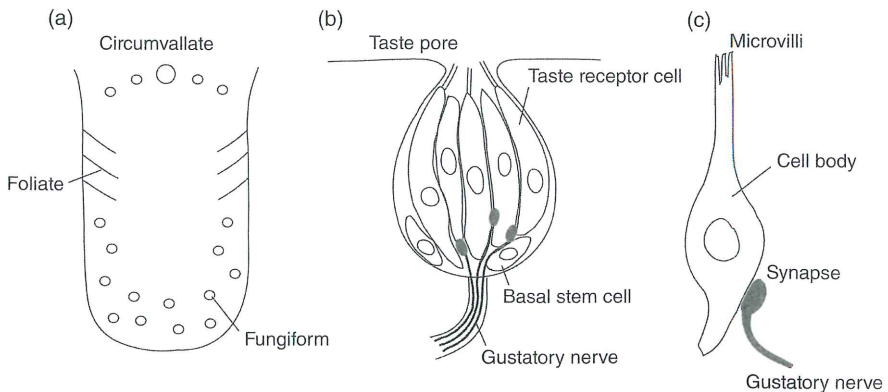 (a)
Circumvallate
Foliate
Fungiform
(b)
Taste pore
Taste receptor cell
Basal stem cell
Gustatory nerve
(c)
Microvilli
Cell body
Synapse
Gustatory nerve